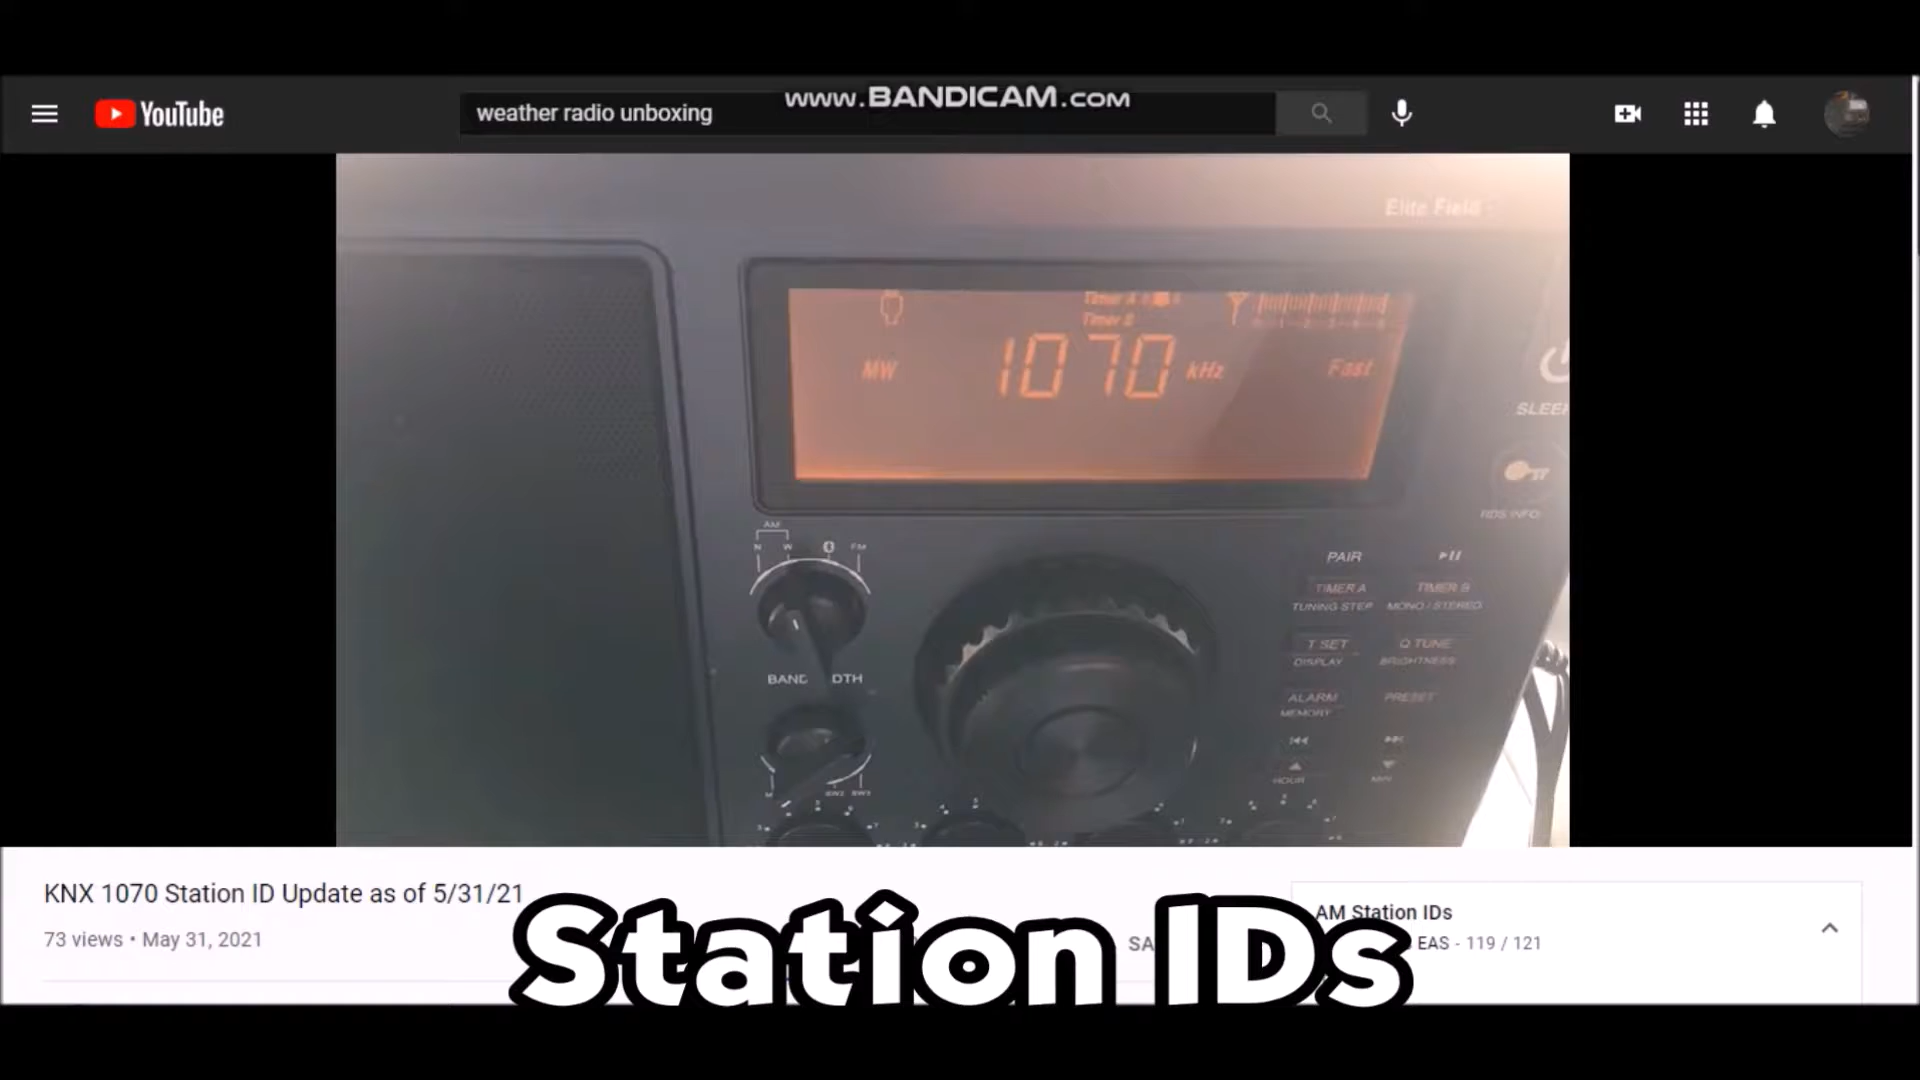 www.BANDICAM.com
YouTube
weather radio unboxing
Elite Field
Timer A
Timer B
MW 1070 kHz Fast
SLEEP
RDS INFO
AM
N W FM
BAND DTH
PAIR
TIMER A TIMER B
TUNING STEP MONO / STEREO
T SET Q TUNE
DISPLAY BRIGHTNESS
ALARM PRESET
MEMORY
HOUR MIN
SW2 SW3
KNX 1070 Station ID Update as of 5/31/21
73 views • May 31, 2021
SA
AM Station IDs
EAS - 119 / 121
Station IDs